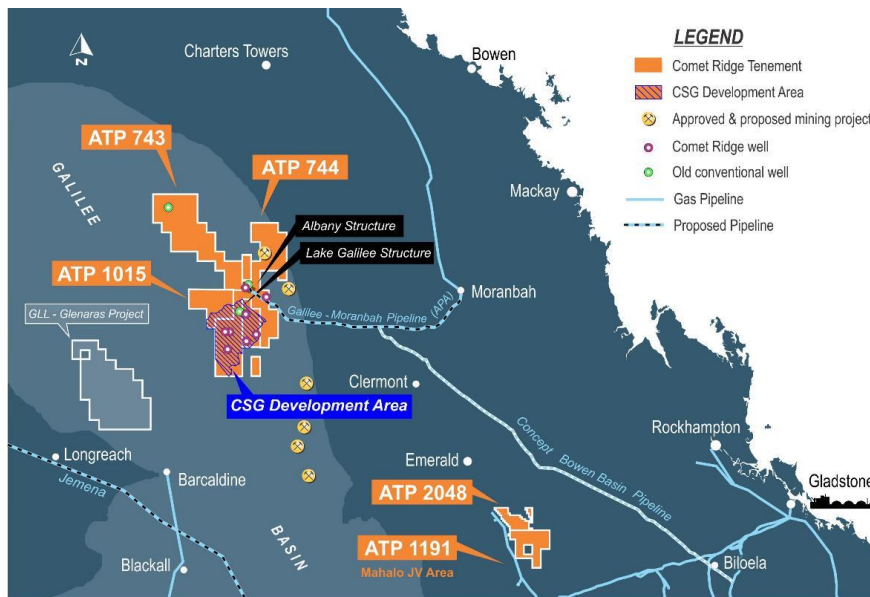 N
Charters Towers
Bowen
LEGEND
Comet Ridge Tenement
CSG Development Area
Approved & proposed mining project
Comet Ridge well
Old conventional well
Gas Pipeline
Proposed Pipeline
ATP 743
ATP 744
GALILEE
Mackay
Albany Structure
Lake Galilee Structure
ATP 1015
Moranbah
GLL - Glenaras Project
Galilee - Moranbah Pipeline (APA)
Clermont
CSG Development Area
Concept Bowen Basin Pipeline
Rockhampton
Longreach
Emerald
Barcaldine
Gladstone
Jemena
ATP 2048
BASIN
ATP 1191
Blackall
Mahalo JV Area
Biloela